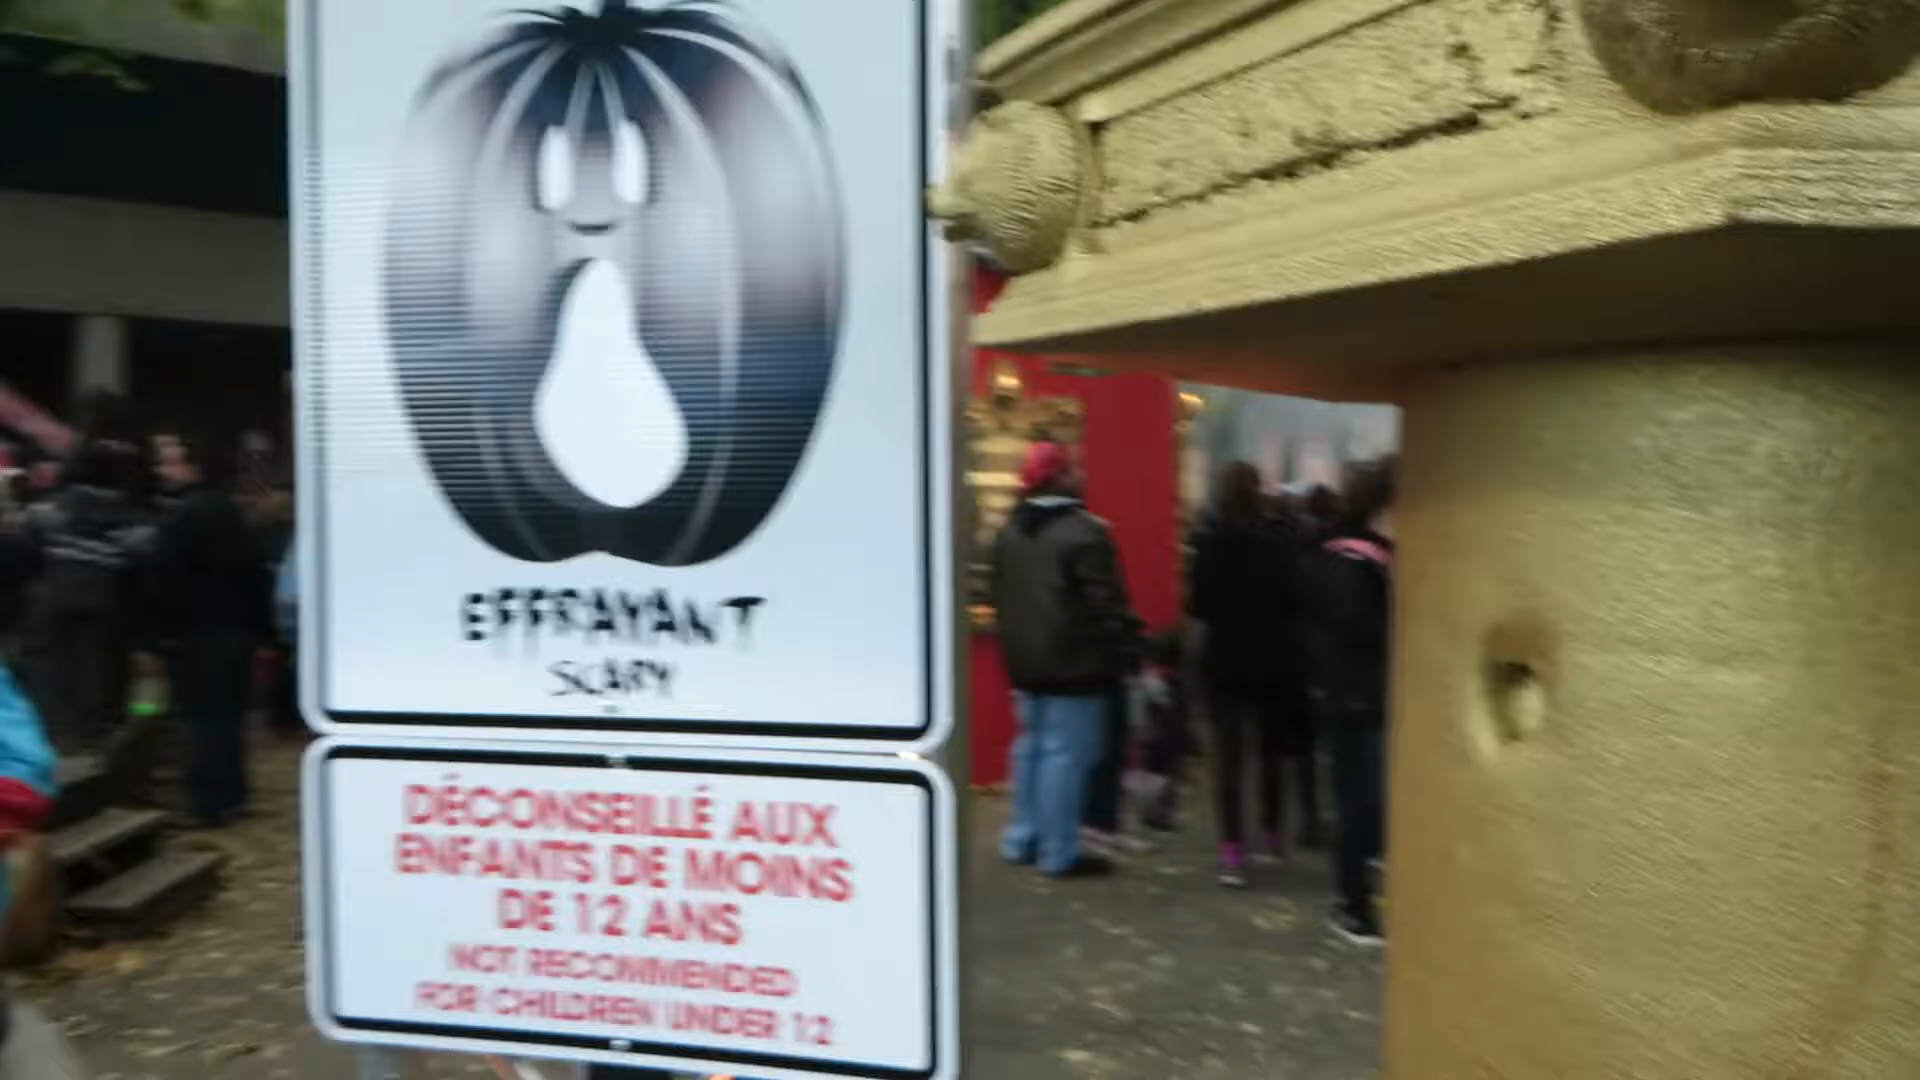 EFFRAYANT
SCARY
DÉCONSEILLÉ AUX
ENFANTS DE MOINS
DE 12 ANS
NOT RECOMMENDED
FOR CHILDREN UNDER 12